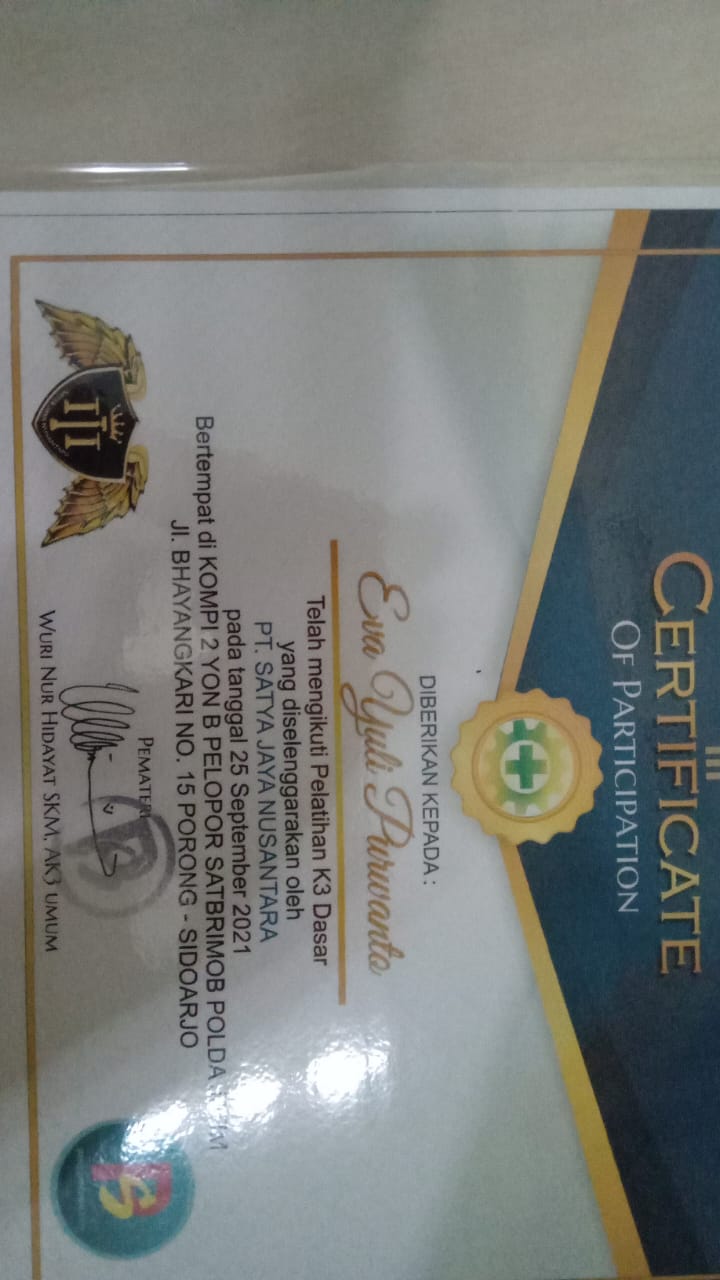 CERTIFICATE
OF PARTICIPATION
DIBERIKAN KEPADA :
Eva Yuli Purwanto
Telah mengikuti Pelatihan K3 Dasar
yang diselenggarakan oleh
PT. SATYA JAYA NUSANTARA
pada tanggal 25 September 2021
Bertempat di KOMPI 2 YON B PELOPOR SATBRIMOB POLDA
Jl. BHAYANGKARI NO. 15 PORONG - SIDOARJO
PEMATERI
WURI NUR HIDAYAT SKM, AK3 UMUM